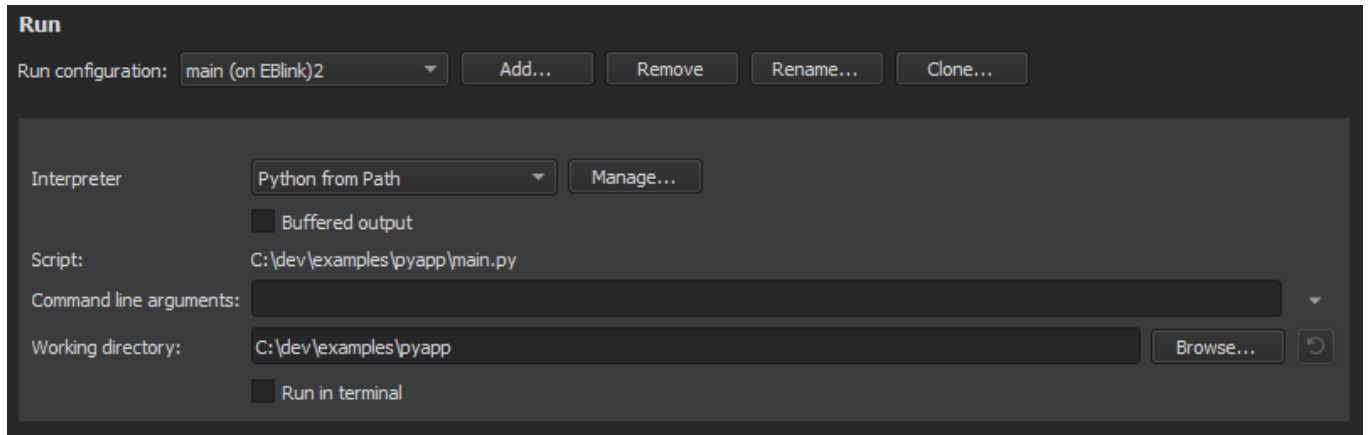 Run
Run configuration: main (on EBlink)2 Add... Remove Rename... Clone...
Interpreter Python from Path Manage...
Buffered output
Script: C:\dev\examples\pyapp\main.py
Command line arguments:
Working directory: C:\dev\examples\pyapp Browse...
Run in terminal